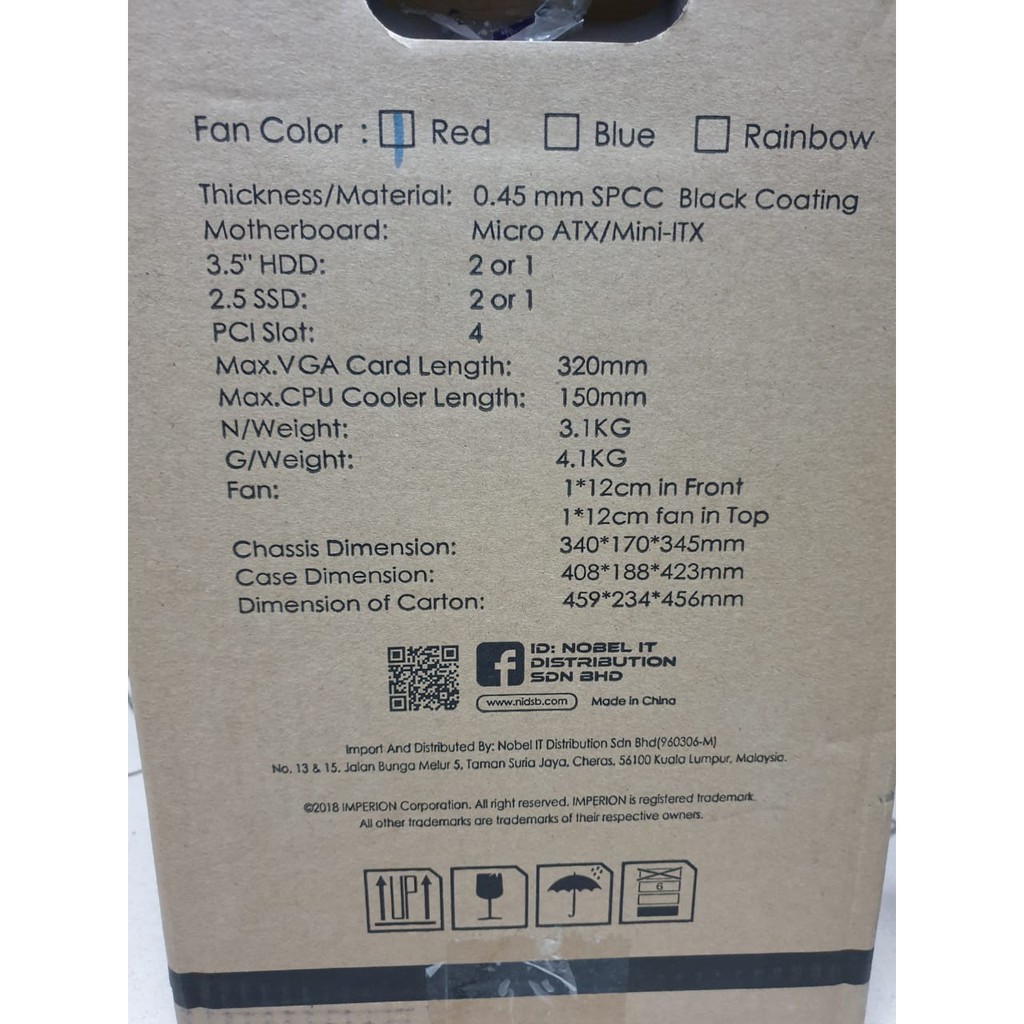 Fan Color : Red Blue Rainbow
Thickness/Material: 0.45 mm SPCC Black Coating
Motherboard: Micro ATX/Mini-ITX
3.5" HDD: 2 or 1
2.5 SSD: 2 or 1
PCI Slot: 4
Max.VGA Card Length: 320mm
Max.CPU Cooler Length: 150mm
N/Weight: 3.1KG
G/Weight: 4.1KG
Fan: 1*12cm in Front
1*12cm fan in Top
Chassis Dimension: 340*170*345mm
Case Dimension: 408*188*423mm
Dimension of Carton: 459*234*456mm
f ID: NOBEL IT
DISTRIBUTION
SDN BHD
www.nidsb.com Made in China
Import And Distributed By: Nobel IT Distribution Sdn Bhd(960306-M)
No. 13 & 15, Jalan Bunga Melur 5, Taman Suria Jaya, Cheras, 56100 Kuala Lumpur, Malaysia.
©2018 IMPERION Corporation. All right reserved. IMPERION is registered trademark.
All other trademarks are trademarks of their respective owners.
UP 6